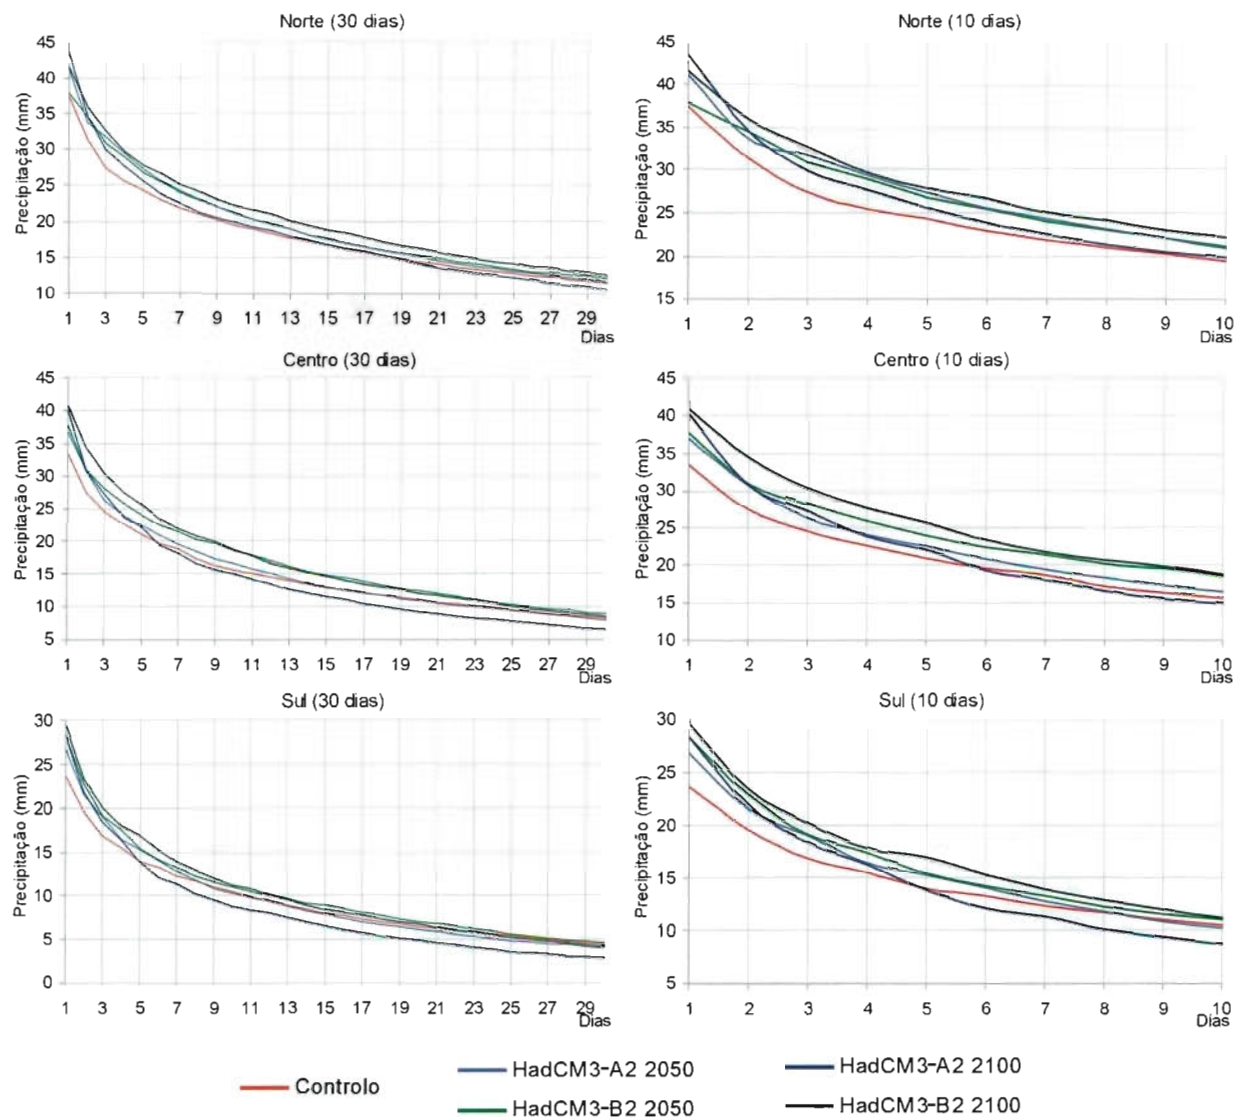 Norte (30 dias)
Precipitação (mm)
45
40
35
30
25
20
15
10
1 3 5 7 9 11 13 15 17 19 21 23 25 27 29
Dias
Norte (10 dias)
Precipitação (mm)
45
40
35
30
25
20
15
1 2 3 4 5 6 7 8 9 10
Dias
Centro (30 dias)
Precipitação (mm)
45
40
35
30
25
20
15
10
5
1 3 5 7 9 11 13 15 17 19 21 23 25 27 29
Dias
Centro (10 dias)
Precipitação (mm)
45
40
35
30
25
20
15
10
1 2 3 4 5 6 7 8 9 10
Dias
Sul (30 dias)
Precipitação (mm)
30
25
20
15
10
5
0
1 3 5 7 9 11 13 15 17 19 21 23 25 27 29
Dias
Sul (10 dias)
Precipitação (mm)
30
25
20
15
10
5
1 2 3 4 5 6 7 8 9 10
Dias
Controlo
HadCM3-A2 2050
HadCM3-B2 2050
HadCM3-A2 2100
HadCM3-B2 2100